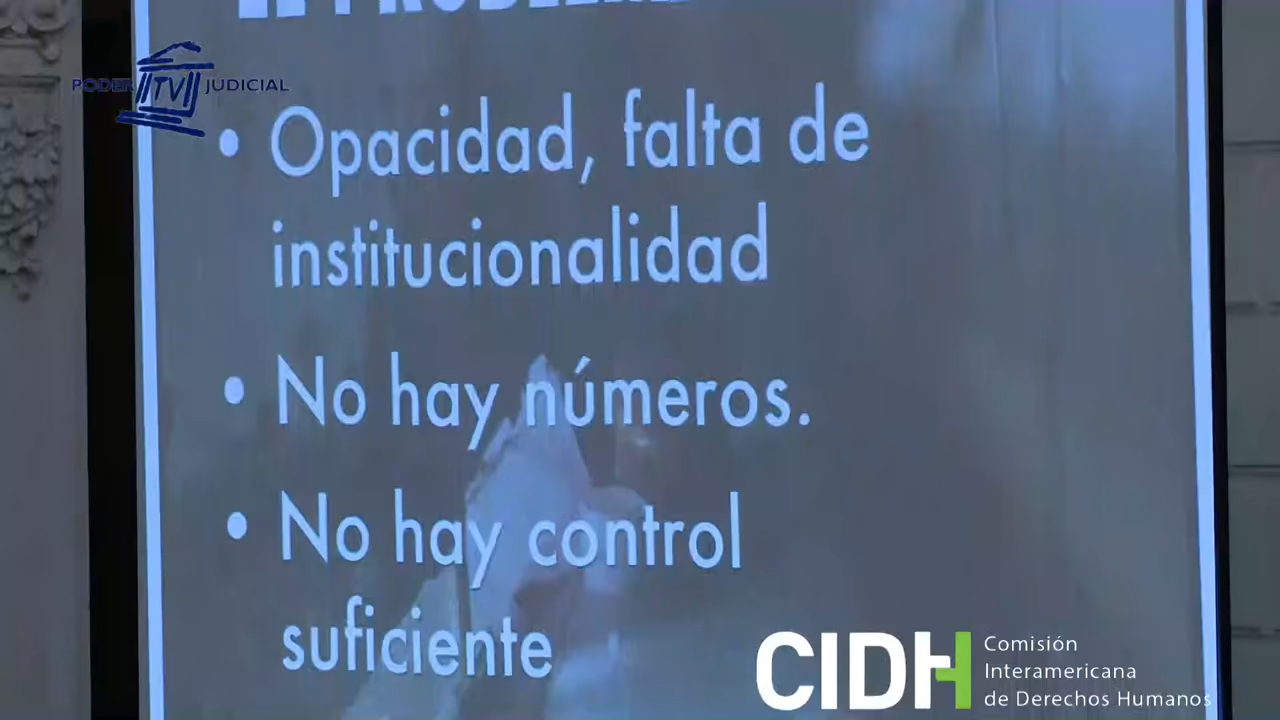 PODER TV JUDICIAL
• Opacidad, falta de
institucionalidad
• No hay números.
• No hay control
suficiente
CIDH
Comisión
Interamericana
de Derechos Humanos